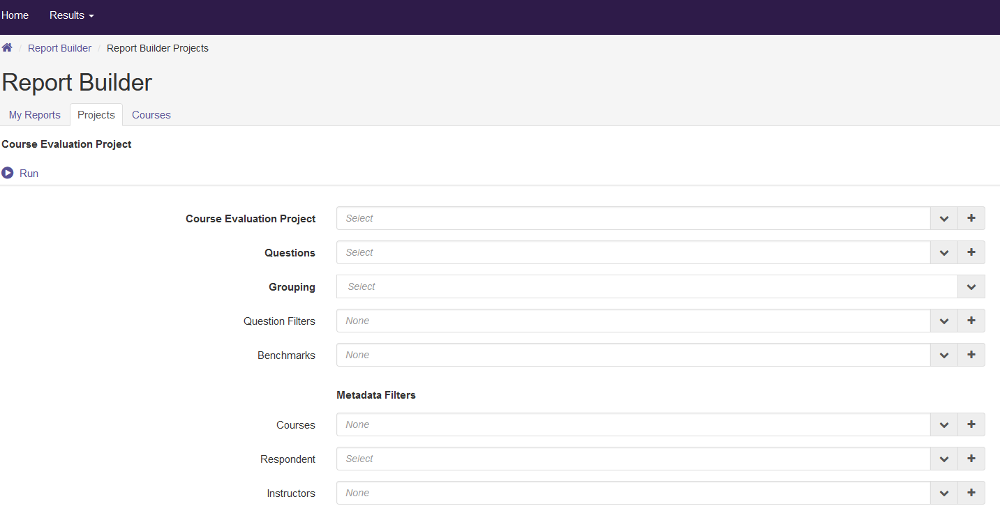 Home Results
Report Builder / Report Builder Projects
Report Builder
My Reports Projects Courses
Course Evaluation Project
Run
Course Evaluation Project Select
Questions Select
Grouping Select
Question Filters None
Benchmarks None
Metadata Filters
Courses None
Respondent Select
Instructors None